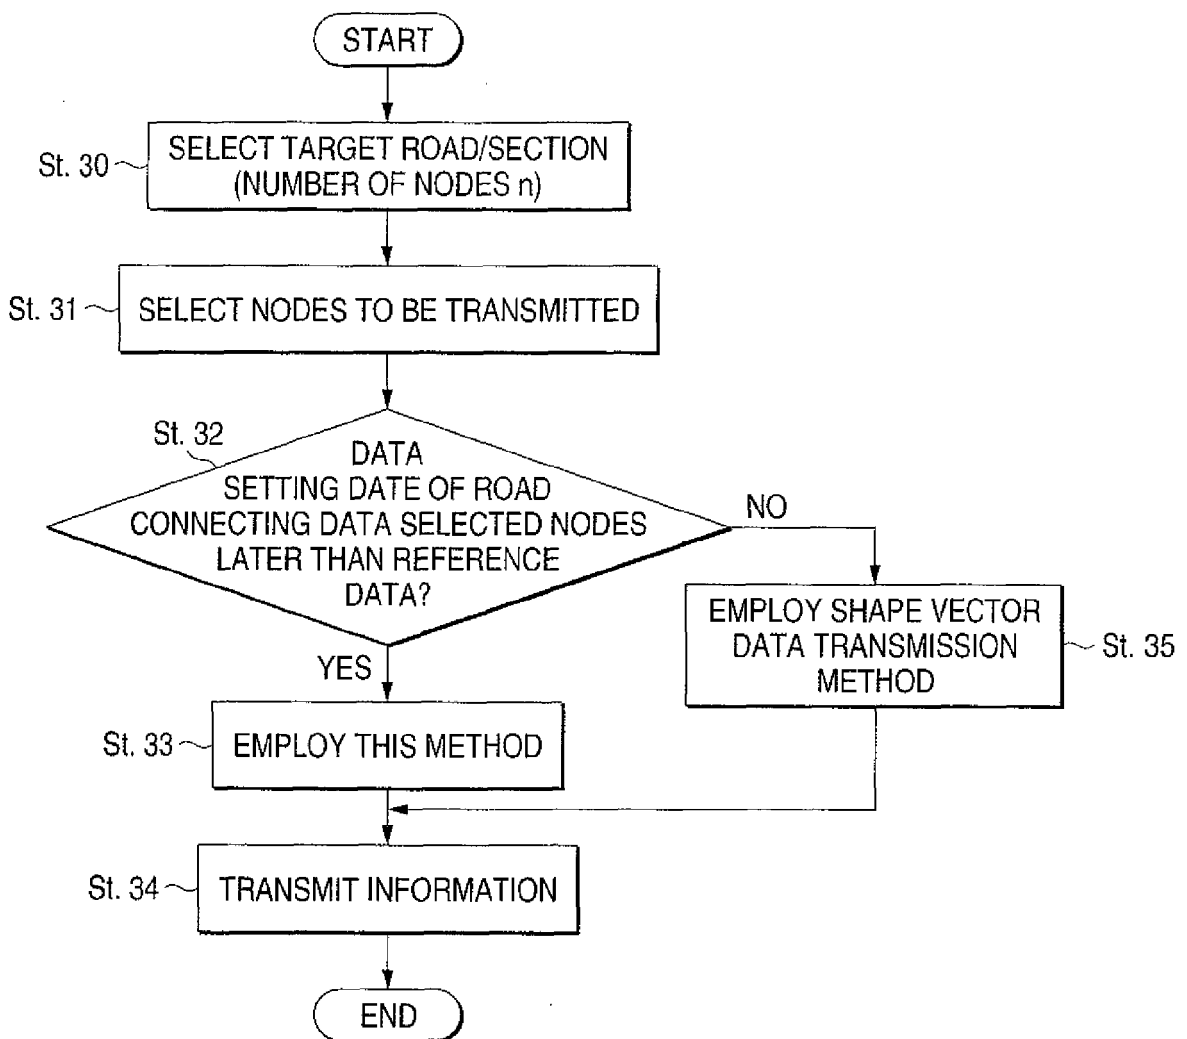 START
St. 30
SELECT TARGET ROAD/SECTION
(NUMBER OF NODES n)
St. 31
SELECT NODES TO BE TRANSMITTED
St. 32
DATA
SETTING DATE OF ROAD
CONNECTING DATA SELECTED NODES
LATER THAN REFERENCE
DATA?
NO
YES
EMPLOY SHAPE VECTOR
DATA TRANSMISSION
METHOD
St. 35
St. 33
EMPLOY THIS METHOD
St. 34
TRANSMIT INFORMATION
END